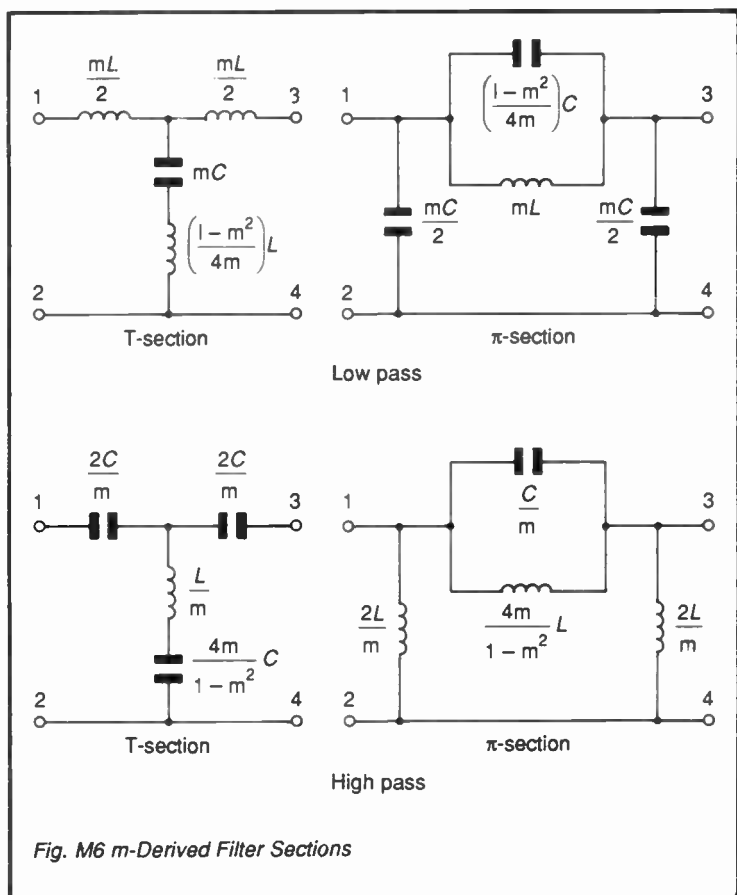 mL/2 mL/2
1 3
mC
((1 – m²)/4m) L
2 4
T-section
1 3
((1 – m²)/4m) C
mL
mC/2 mC/2
2 4
π-section
Low pass
2C/m 2C/m
1 3
L/m
4m/(1 – m²) C
2 4
T-section
1 3
C/m
2L/m 4m/(1 – m²) L 2L/m
2 4
π-section
High pass
Fig. M6 m-Derived Filter Sections